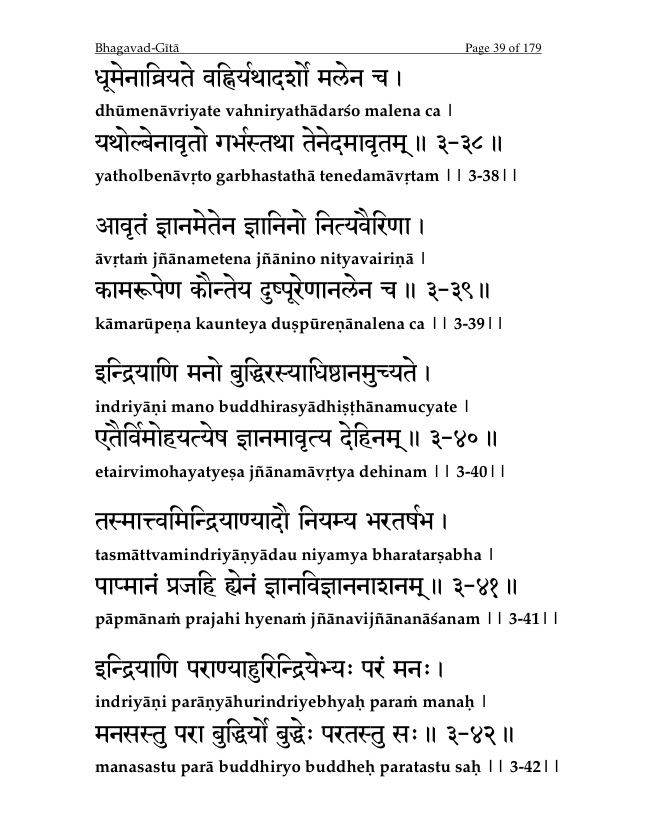 Bhagavad-Gītā Page 39 of 179
धूमेनाव्रियते वह्निर्यथादर्शो मलेन च ।
dhūmenāvriyate vahniryathādarśo malena ca |
यथोल्बेनावृतो गर्भस्तथा तेनेदमावृतम् ॥ ३-३८ ॥
yatholbenāvṛto garbhastathā tenedamāvṛtam || 3-38||
आवृतं ज्ञानमेतेन ज्ञानिनो नित्यवैरिणा ।
āvṛtaṁ jñānametena jñānino nityavairiṇā |
कामरूपेण कौन्तेय दुष्पूरेणानलेन च ॥ ३-३९ ॥
kāmarūpeṇa kaunteya duṣpūreṇānalena ca || 3-39||
इन्द्रियाणि मनो बुद्धिरस्याधिष्ठानमुच्यते ।
indriyāṇi mano buddhirasyādhiṣṭhānamucyate |
एतैर्विमोहयत्येष ज्ञानमावृत्य देहिनम् ॥ ३-४० ॥
etairvimohayatyeṣa jñānamāvṛtya dehinam || 3-40||
तस्मात्त्वमिन्द्रियाण्यादौ नियम्य भरतर्षभ ।
tasmāttvamindriyāṇyādau niyamya bharatarṣabha |
पाप्मानं प्रजहि ह्येनं ज्ञानविज्ञाननाशनम् ॥ ३-४१ ॥
pāpmānaṁ prajahi hyenaṁ jñānavijñānanāśanam || 3-41||
इन्द्रियाणि पराण्याहुरिन्द्रियेभ्यः परं मनः ।
indriyāṇi parāṇyāhurindriyebhyaḥ paraṁ manaḥ |
मनसस्तु परा बुद्धिर्यो बुद्धेः परतस्तु सः ॥ ३-४२ ॥
manasastu parā buddhiryo buddheḥ paratastu saḥ || 3-42||